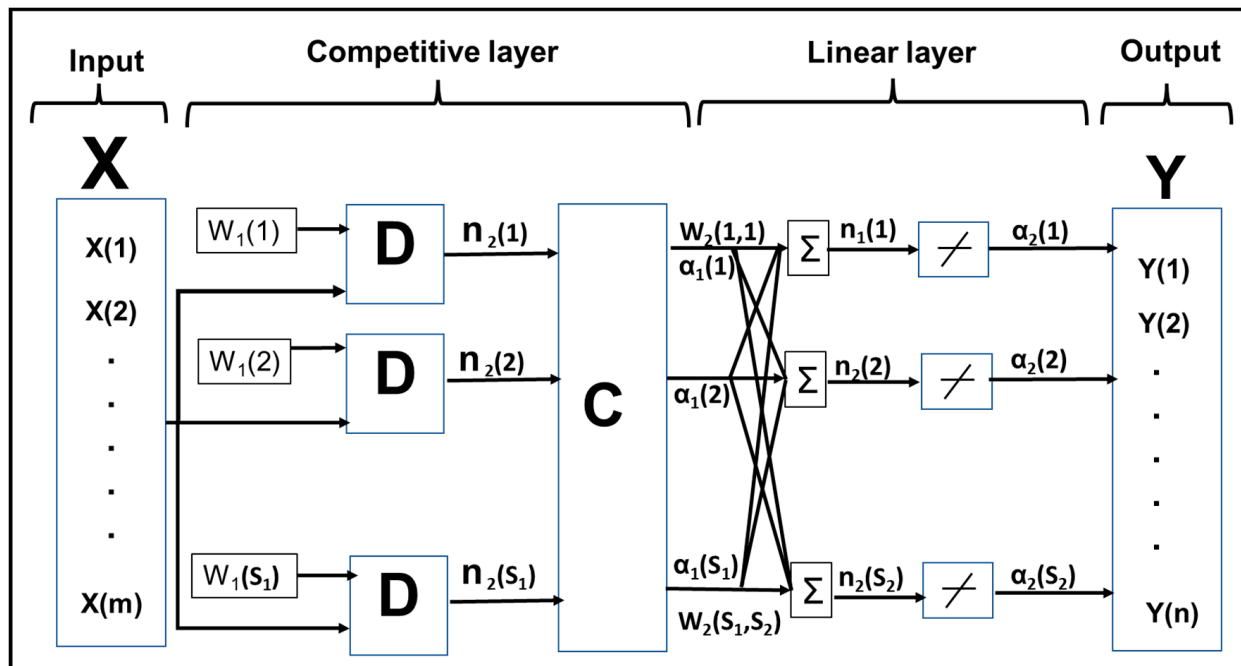 Input
Competitive layer
Linear layer
Output
X
Y
W₁(1)
D
n₂(1)
W₂(1,1)
α₁(1)
Σ
n₁(1)
α₂(1)
X(1)
X(2)
.
.
.
.
.
X(m)
W₁(2)
D
n₂(2)
C
α₁(2)
Σ
n₂(2)
α₂(2)
Y(1)
Y(2)
.
.
.
.
.
Y(n)
W₁(S₁)
D
n₂(S₁)
α₁(S₁)
W₂(S₁,S₂)
Σ
n₂(S₂)
α₂(S₂)